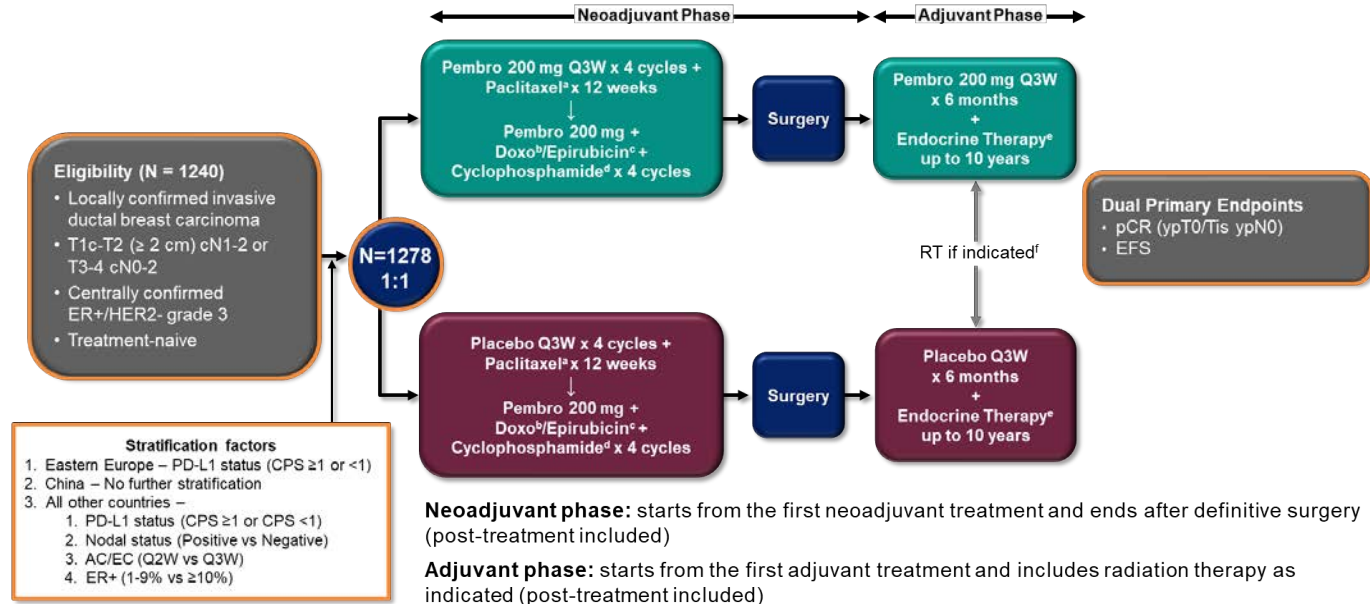 Neoadjuvant Phase
Adjuvant Phase
Eligibility (N = 1240)
• Locally confirmed invasive
ductal breast carcinoma
• T1c-T2 (≥ 2 cm) cN1-2 or
T3-4 cN0-2
• Centrally confirmed
ER+/HER2- grade 3
• Treatment-naive
N=1278
1:1
Pembro 200 mg Q3W x 4 cycles +
Paclitaxelᵃ x 12 weeks
↓
Pembro 200 mg +
Doxoᵇ/Epirubicinᶜ +
Cyclophosphamideᵈ x 4 cycles
Surgery
Pembro 200 mg Q3W
x 6 months
+
Endocrine Therapyᵉ
up to 10 years
RT if indicatedᶠ
Placebo Q3W x 4 cycles +
Paclitaxelᵃ x 12 weeks
↓
Pembro 200 mg +
Doxoᵇ/Epirubicinᶜ +
Cyclophosphamideᵈ x 4 cycles
Surgery
Placebo Q3W
x 6 months
+
Endocrine Therapyᵉ
up to 10 years
Dual Primary Endpoints
• pCR (ypT0/Tis ypN0)
• EFS
Stratification factors
1. Eastern Europe – PD-L1 status (CPS ≥1 or <1)
2. China – No further stratification
3. All other countries –
1. PD-L1 status (CPS ≥1 or CPS <1)
2. Nodal status (Positive vs Negative)
3. AC/EC (Q2W vs Q3W)
4. ER+ (1-9% vs ≥10%)
Neoadjuvant phase: starts from the first neoadjuvant treatment and ends after definitive surgery
(post-treatment included)
Adjuvant phase: starts from the first adjuvant treatment and includes radiation therapy as
indicated (post-treatment included)